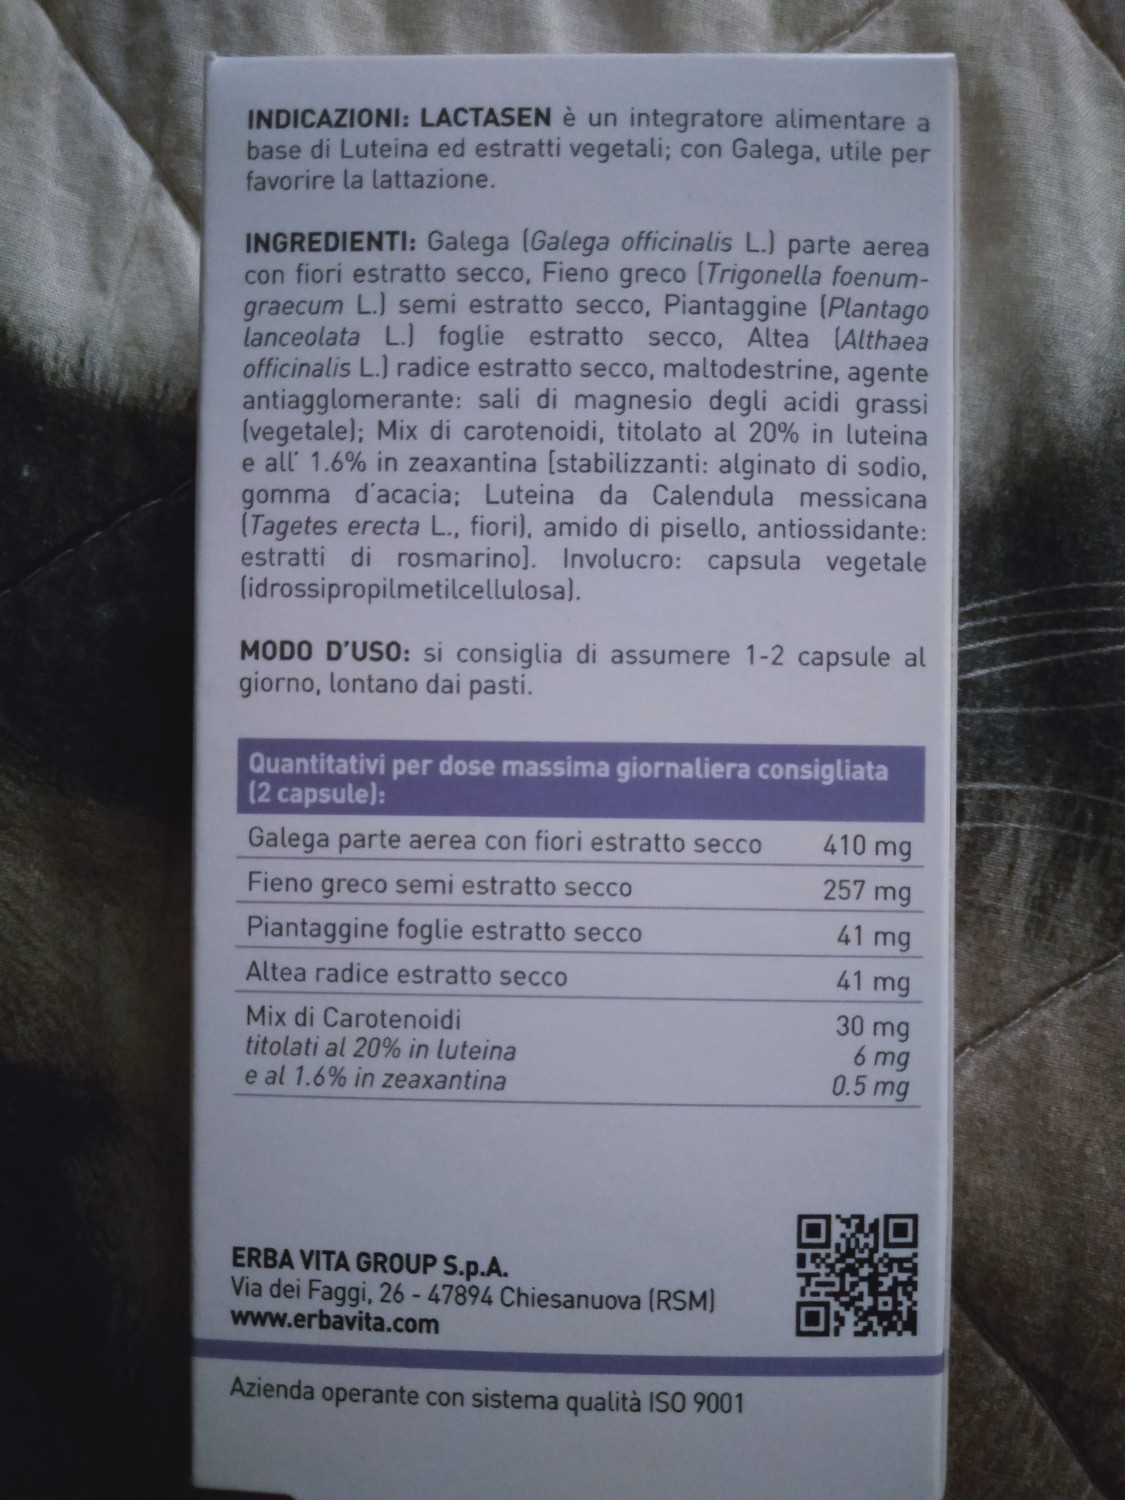 INDICAZIONI: LACTASEN è un integratore alimentare a
base di Luteina ed estratti vegetali; con Galega, utile per
favorire la lattazione.
INGREDIENTI: Galega (Galega officinalis L.) parte aerea
con fiori estratto secco, Fieno greco (Trigonella foenum-
graecum L.) semi estratto secco, Piantaggine (Plantago
lanceolata L.) foglie estratto secco, Altea (Althaea
officinalis L.) radice estratto secco, maltodestrine, agente
antiagglomerante: sali di magnesio degli acidi grassi
(vegetale); Mix di carotenoidi, titolato al 20% in luteina
e all' 1.6% in zeaxantina [stabilizzanti: alginato di sodio,
gomma d'acacia; Luteina da Calendula messicana
(Tagetes erecta L., fiori), amido di pisello, antiossidante:
estratti di rosmarino]. Involucro: capsula vegetale
(idrossipropilmetilcellulosa).
MODO D'USO: si consiglia di assumere 1-2 capsule al
giorno, lontano dai pasti.
Quantitativi per dose massima giornaliera consigliata
(2 capsule):
Galega parte aerea con fiori estratto secco 410 mg
Fieno greco semi estratto secco 257 mg
Piantaggine foglie estratto secco 41 mg
Altea radice estratto secco 41 mg
Mix di Carotenoidi 30 mg
titolati al 20% in luteina 6 mg
e al 1.6% in zeaxantina 0.5 mg
ERBA VITA GROUP S.p.A.
Via dei Faggi, 26 - 47894 Chiesanuova (RSM)
www.erbavita.com
Azienda operante con sistema qualità ISO 9001